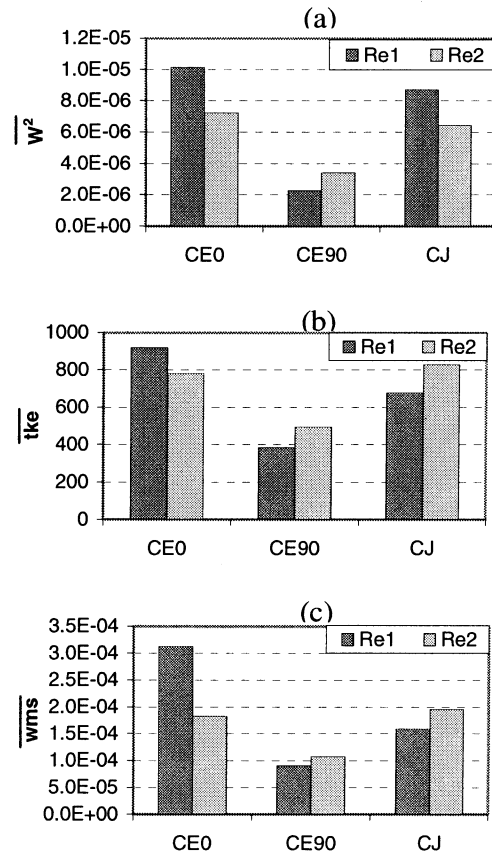 (a)
1.2E-05
1.0E-05
8.0E-06
6.0E-06
4.0E-06
2.0E-06
0.0E+00
W²
Re1 Re2
CE0 CE90 CJ
(b)
1000
800
600
400
200
0
tke
Re1 Re2
CE0 CE90 CJ
(c)
3.5E-04
3.0E-04
2.5E-04
2.0E-04
1.5E-04
1.0E-04
5.0E-05
0.0E+00
wms
Re1 Re2
CE0 CE90 CJ